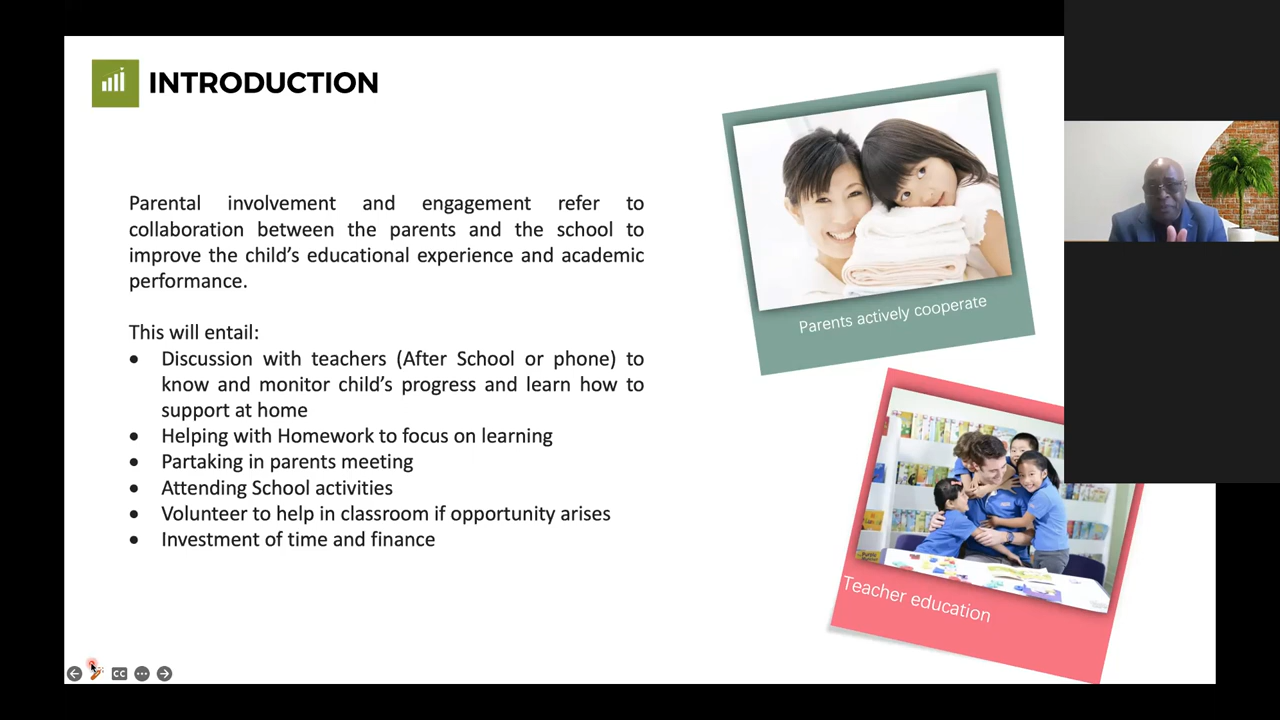 INTRODUCTION
Parental involvement and engagement refer to
collaboration between the parents and the school to
improve the child's educational experience and academic
performance.
This will entail:
• Discussion with teachers (After School or phone) to
know and monitor child's progress and learn how to
support at home
• Helping with Homework to focus on learning
• Partaking in parents meeting
• Attending School activities
• Volunteer to help in classroom if opportunity arises
• Investment of time and finance
Parents actively cooperate
Teacher education
CC